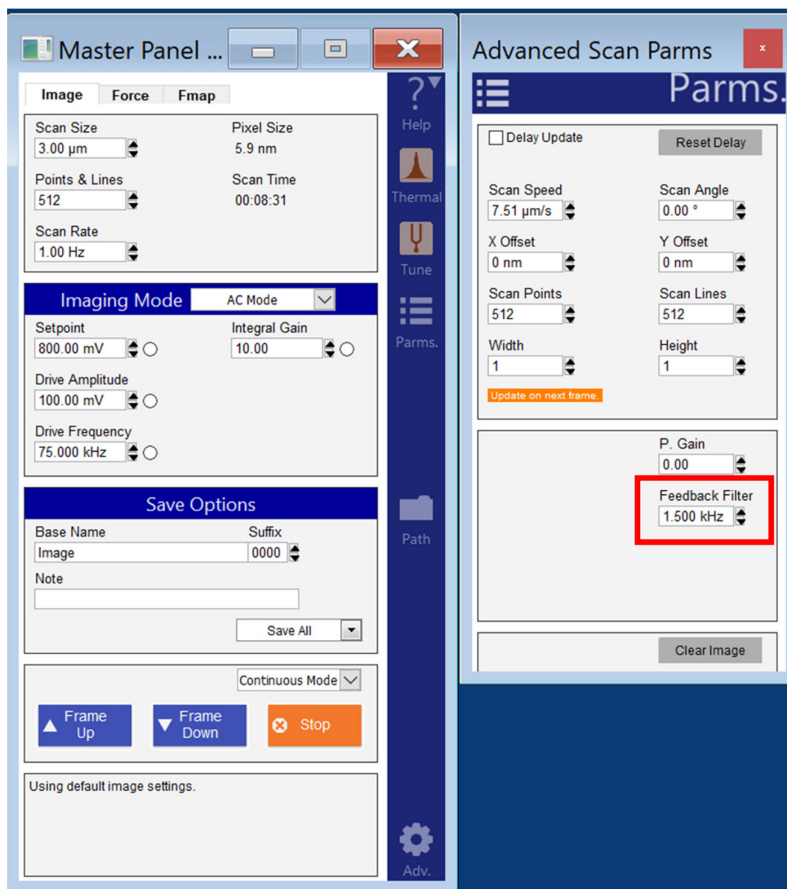 Master Panel ...
Image Force Fmap
Scan Size Pixel Size
3.00 µm 5.9 nm
Points & Lines Scan Time
512 00:08:31
Scan Rate
1.00 Hz
Imaging Mode AC Mode
Setpoint Integral Gain
800.00 mV 10.00
Drive Amplitude
100.00 mV
Drive Frequency
75.000 kHz
Save Options
Base Name Suffix
Image 0000
Note
Save All
Continuous Mode
Frame Up
Frame Down
Stop
Using default image settings.
?
Help
Thermal
Tune
Parms.
Path
Adv.
Advanced Scan Parms x
Parms.
Delay Update Reset Delay
Scan Speed Scan Angle
7.51 µm/s 0.00 °
X Offset Y Offset
0 nm 0 nm
Scan Points Scan Lines
512 512
Width Height
1 1
Update on next frame.
P. Gain
0.00
Feedback Filter
1.500 kHz
Clear Image